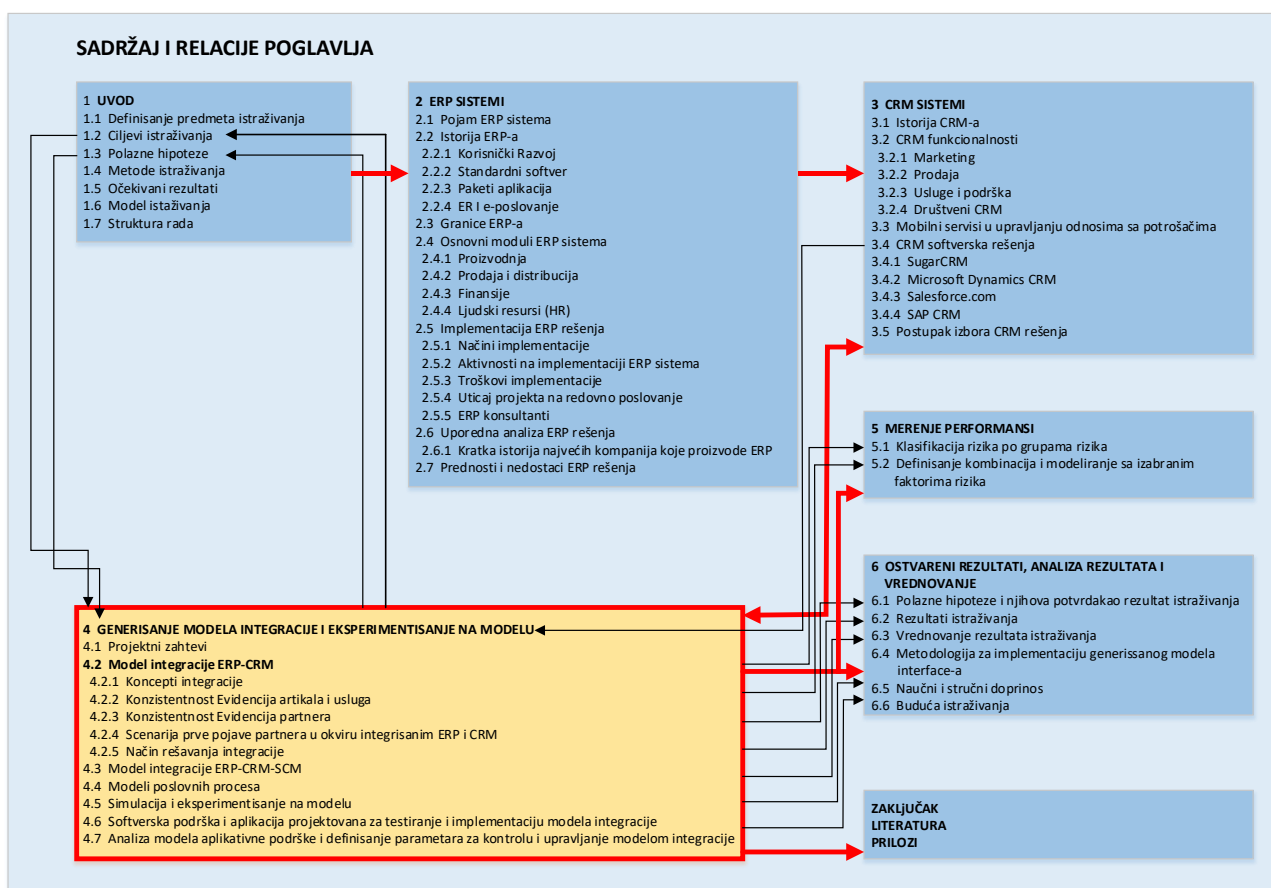 SADRŽAJ I RELACIJE POGLAVLJA
1 UVOD
1.1 Definisanje predmeta istraživanja
1.2 Ciljevi istraživanja
1.3 Polazne hipoteze
1.4 Metode istraživanja
1.5 Očekivani rezultati
1.6 Model istaživanja
1.7 Struktura rada
2 ERP SISTEMI
2.1 Pojam ERP sistema
2.2 Istorija ERP-a
2.2.1 Korisnički Razvoj
2.2.2 Standardni softver
2.2.3 Paketi aplikacija
2.2.4 ER I e-poslovanje
2.3 Granice ERP-a
2.4 Osnovni moduli ERP sistema
2.4.1 Proizvodnja
2.4.2 Prodaja i distribucija
2.4.3 Finansije
2.4.4 Ljudski resursi (HR)
2.5 Implementacija ERP rešenja
2.5.1 Načini implementacije
2.5.2 Aktivnosti na implementaciji ERP sistema
2.5.3 Troškovi implementacije
2.5.4 Uticaj projekta na redovno poslovanje
2.5.5 ERP konsultanti
2.6 Uporedna analiza ERP rešenja
2.6.1 Kratka istorija najvećih kompanija koje proizvode ERP
2.7 Prednosti i nedostaci ERP rešenja
3 CRM SISTEMI
3.1 Istorija CRM-a
3.2 CRM funkcionalnosti
3.2.1 Marketing
3.2.2 Prodaja
3.2.3 Usluge i podrška
3.2.4 Društveni CRM
3.3 Mobilni servisi u upravljanju odnosima sa potrošačima
3.4 CRM softverska rešenja
3.4.1 SugarCRM
3.4.2 Microsoft Dynamics CRM
3.4.3 Salesforce.com
3.4.4 SAP CRM
3.5 Postupak izbora CRM rešenja
4 GENERISANJE MODELA INTEGRACIJE I EKSPERIMENTISANJE NA MODELU
4.1 Projektni zahtevi
4.2 Model integracije ERP-CRM
4.2.1 Koncepti integracije
4.2.2 Konzistentnost Evidencija artikala i usluga
4.2.3 Konzistentnost Evidencija partnera
4.2.4 Scenarija prve pojave partnera u okviru integrisanim ERP i CRM
4.2.5 Način rešavanja integracije
4.3 Model integracije ERP-CRM-SCM
4.4 Modeli poslovnih procesa
4.5 Simulacija i eksperimentisanje na modelu
4.6 Softverska podrška i aplikacija projektovana za testiranje i implementaciju modela integracije
4.7 Analiza modela aplikativne podrške i definisanje parametara za kontrolu i upravljanje modelom integracije
5 MERENJE PERFORMANSI
5.1 Klasifikacija rizika po grupama rizika
5.2 Definisanje kombinacija i modeliranje sa izabranim
faktorima rizika
6 OSTVARENI REZULTATI, ANALIZA REZULTATA I
VREDNOVANJE
6.1 Polazne hipoteze i njihova potvrdakao rezultat istraživanja
6.2 Rezultati istraživanja
6.3 Vrednovanje rezultata istraživanja
6.4 Metodologija za implementaciju generissanog modela
interface-a
6.5 Naučni i stručni doprinos
6.6 Buduća istraživanja
ZAKLjUČAK
LITERATURA
PRILOZI